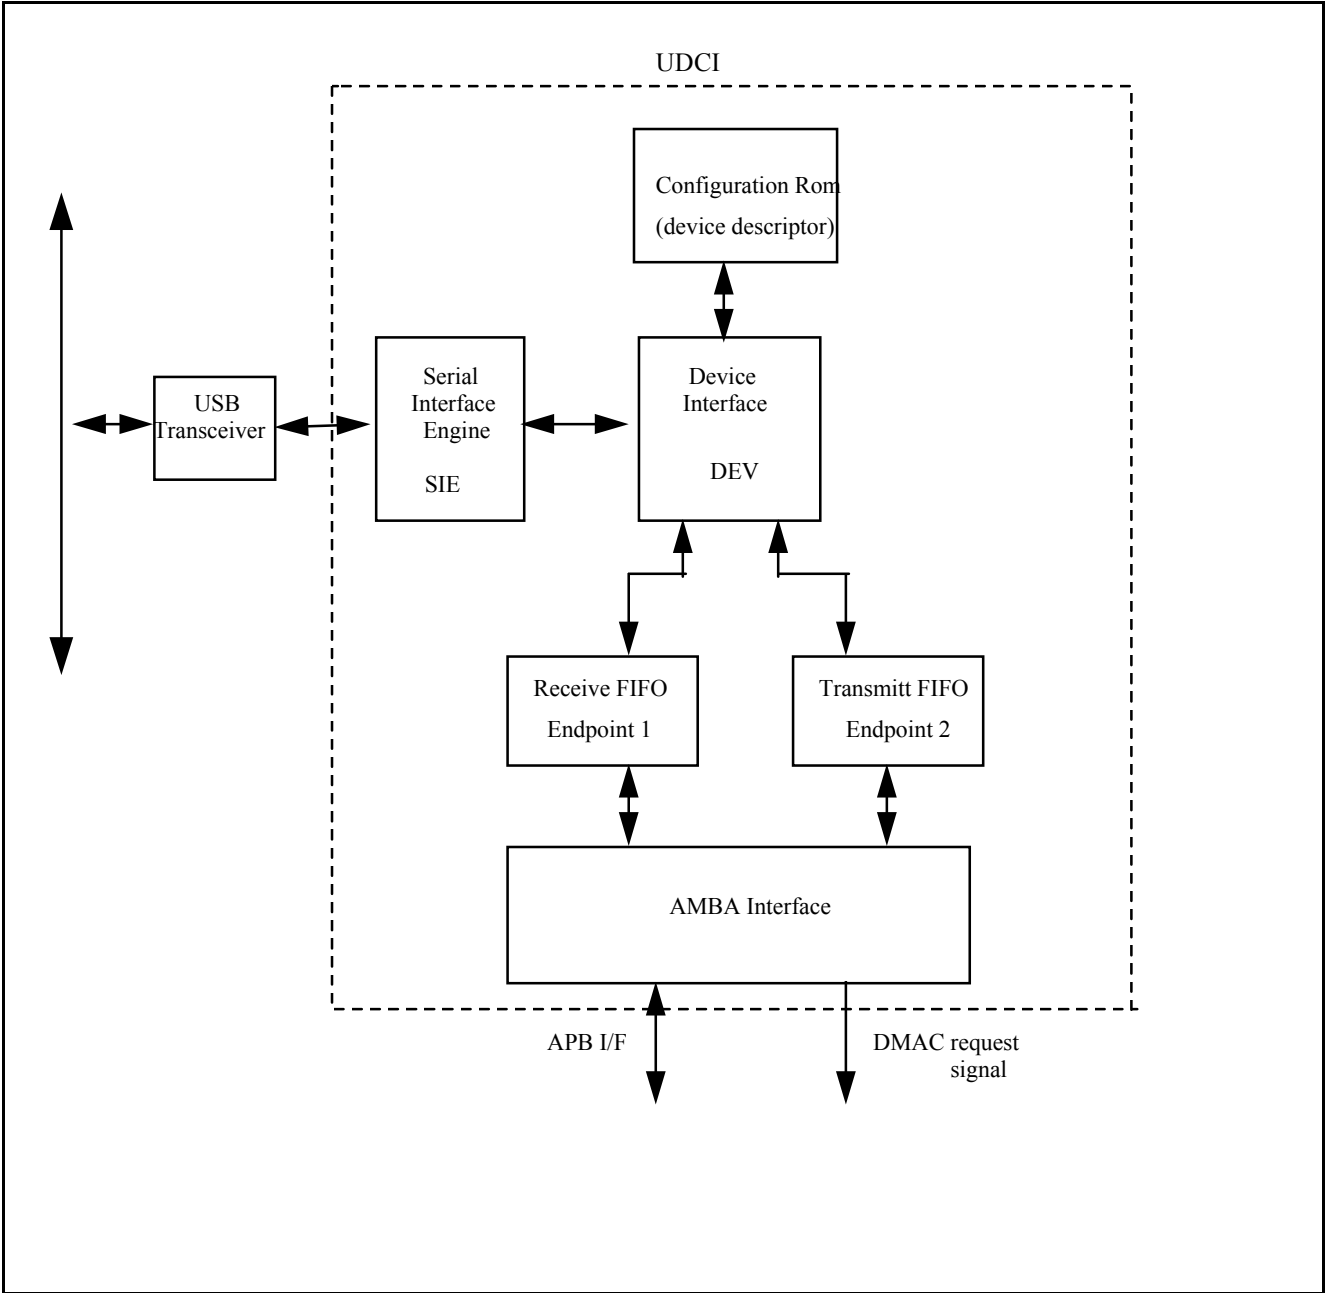 UDCI
Configuration Rom
(device descriptor)
USB
Transceiver
Serial
Interface
Engine
SIE
Device
Interface
DEV
Receive FIFO
Endpoint 1
Transmitt FIFO
Endpoint 2
AMBA Interface
APB I/F
DMAC request
signal